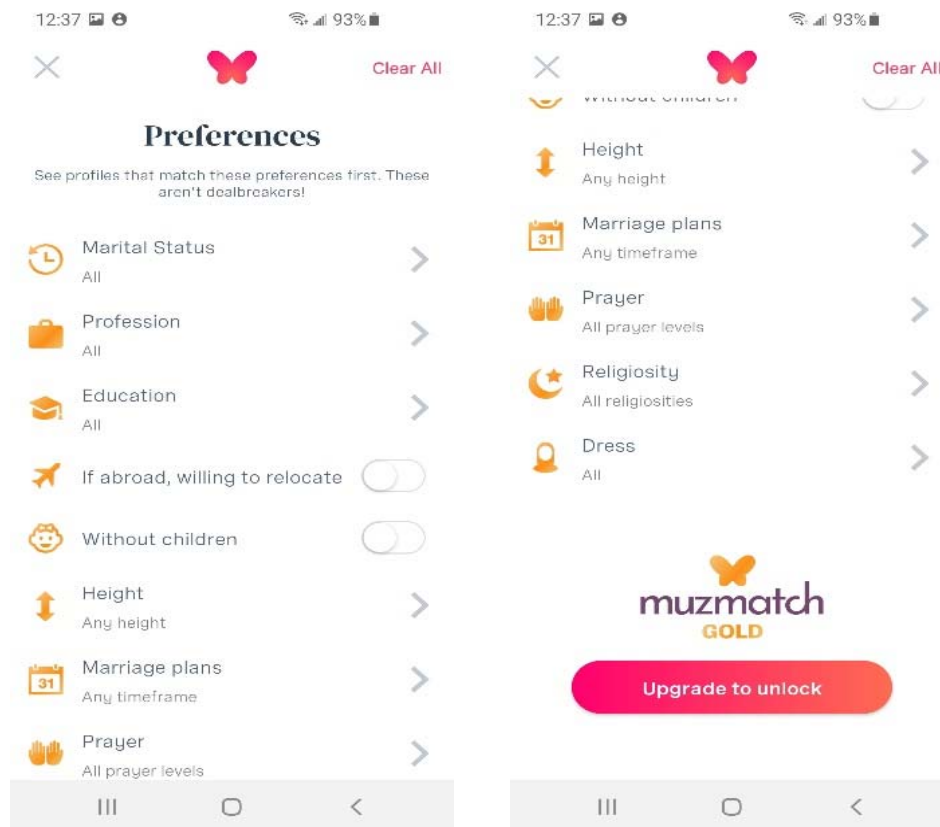 12:37
93%
Clear All
Preferences
See profiles that match these preferences first. These
aren't dealbreakers!
Marital Status
All
Profession
All
Education
All
If abroad, willing to relocate
Without children
Height
Any height
31
Marriage plans
Any timeframe
Prayer
All prayer levels
12:37
93%
Clear All
Without children
Height
Any height
31
Marriage plans
Any timeframe
Prayer
All prayer levels
Religiosity
All religiosities
Dress
All
muzmatch
GOLD
Upgrade to unlock